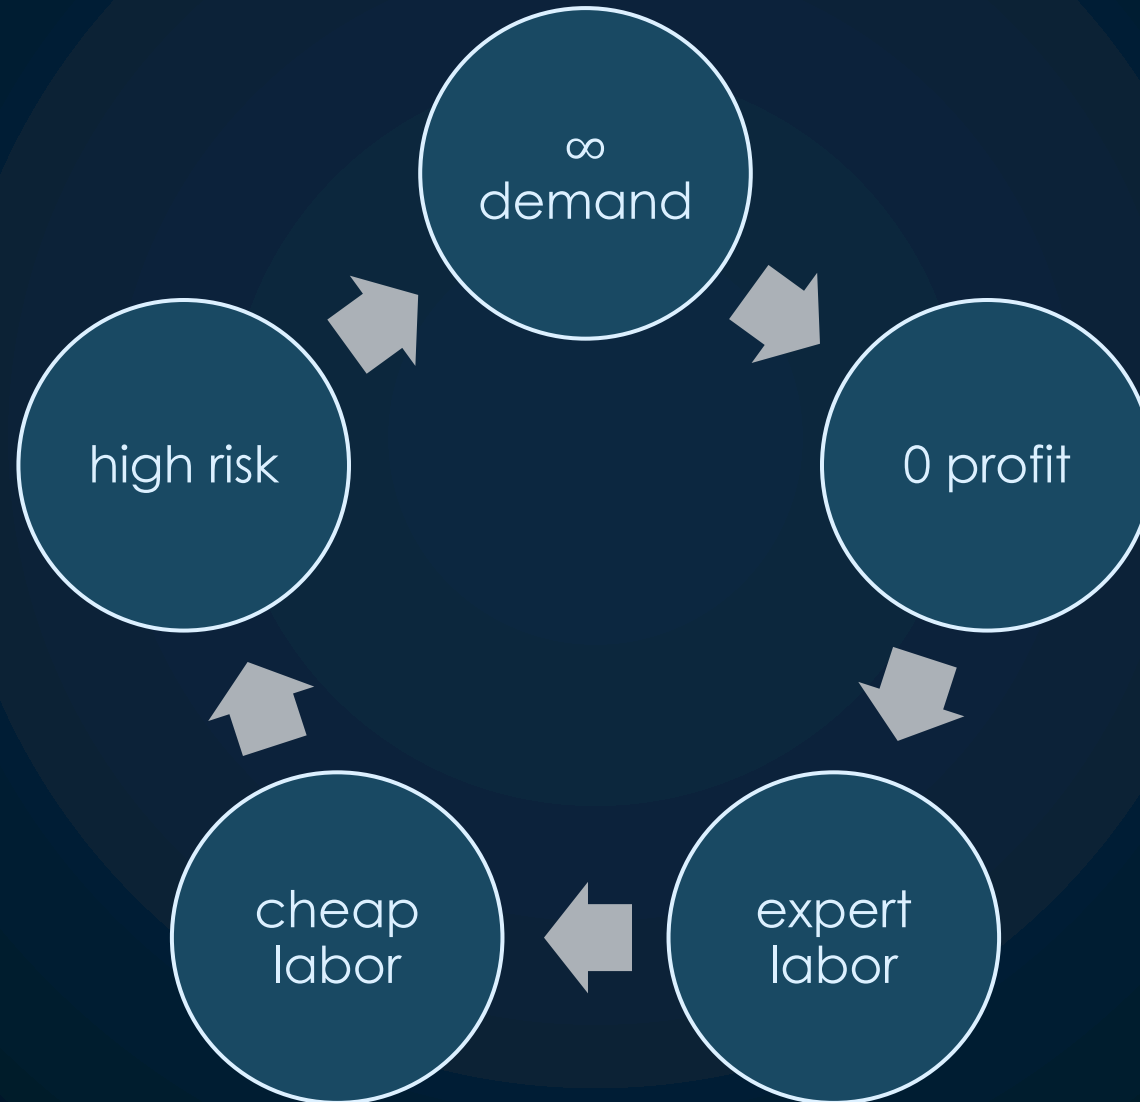 ∞
demand
0 profit
expert
labor
cheap
labor
high risk